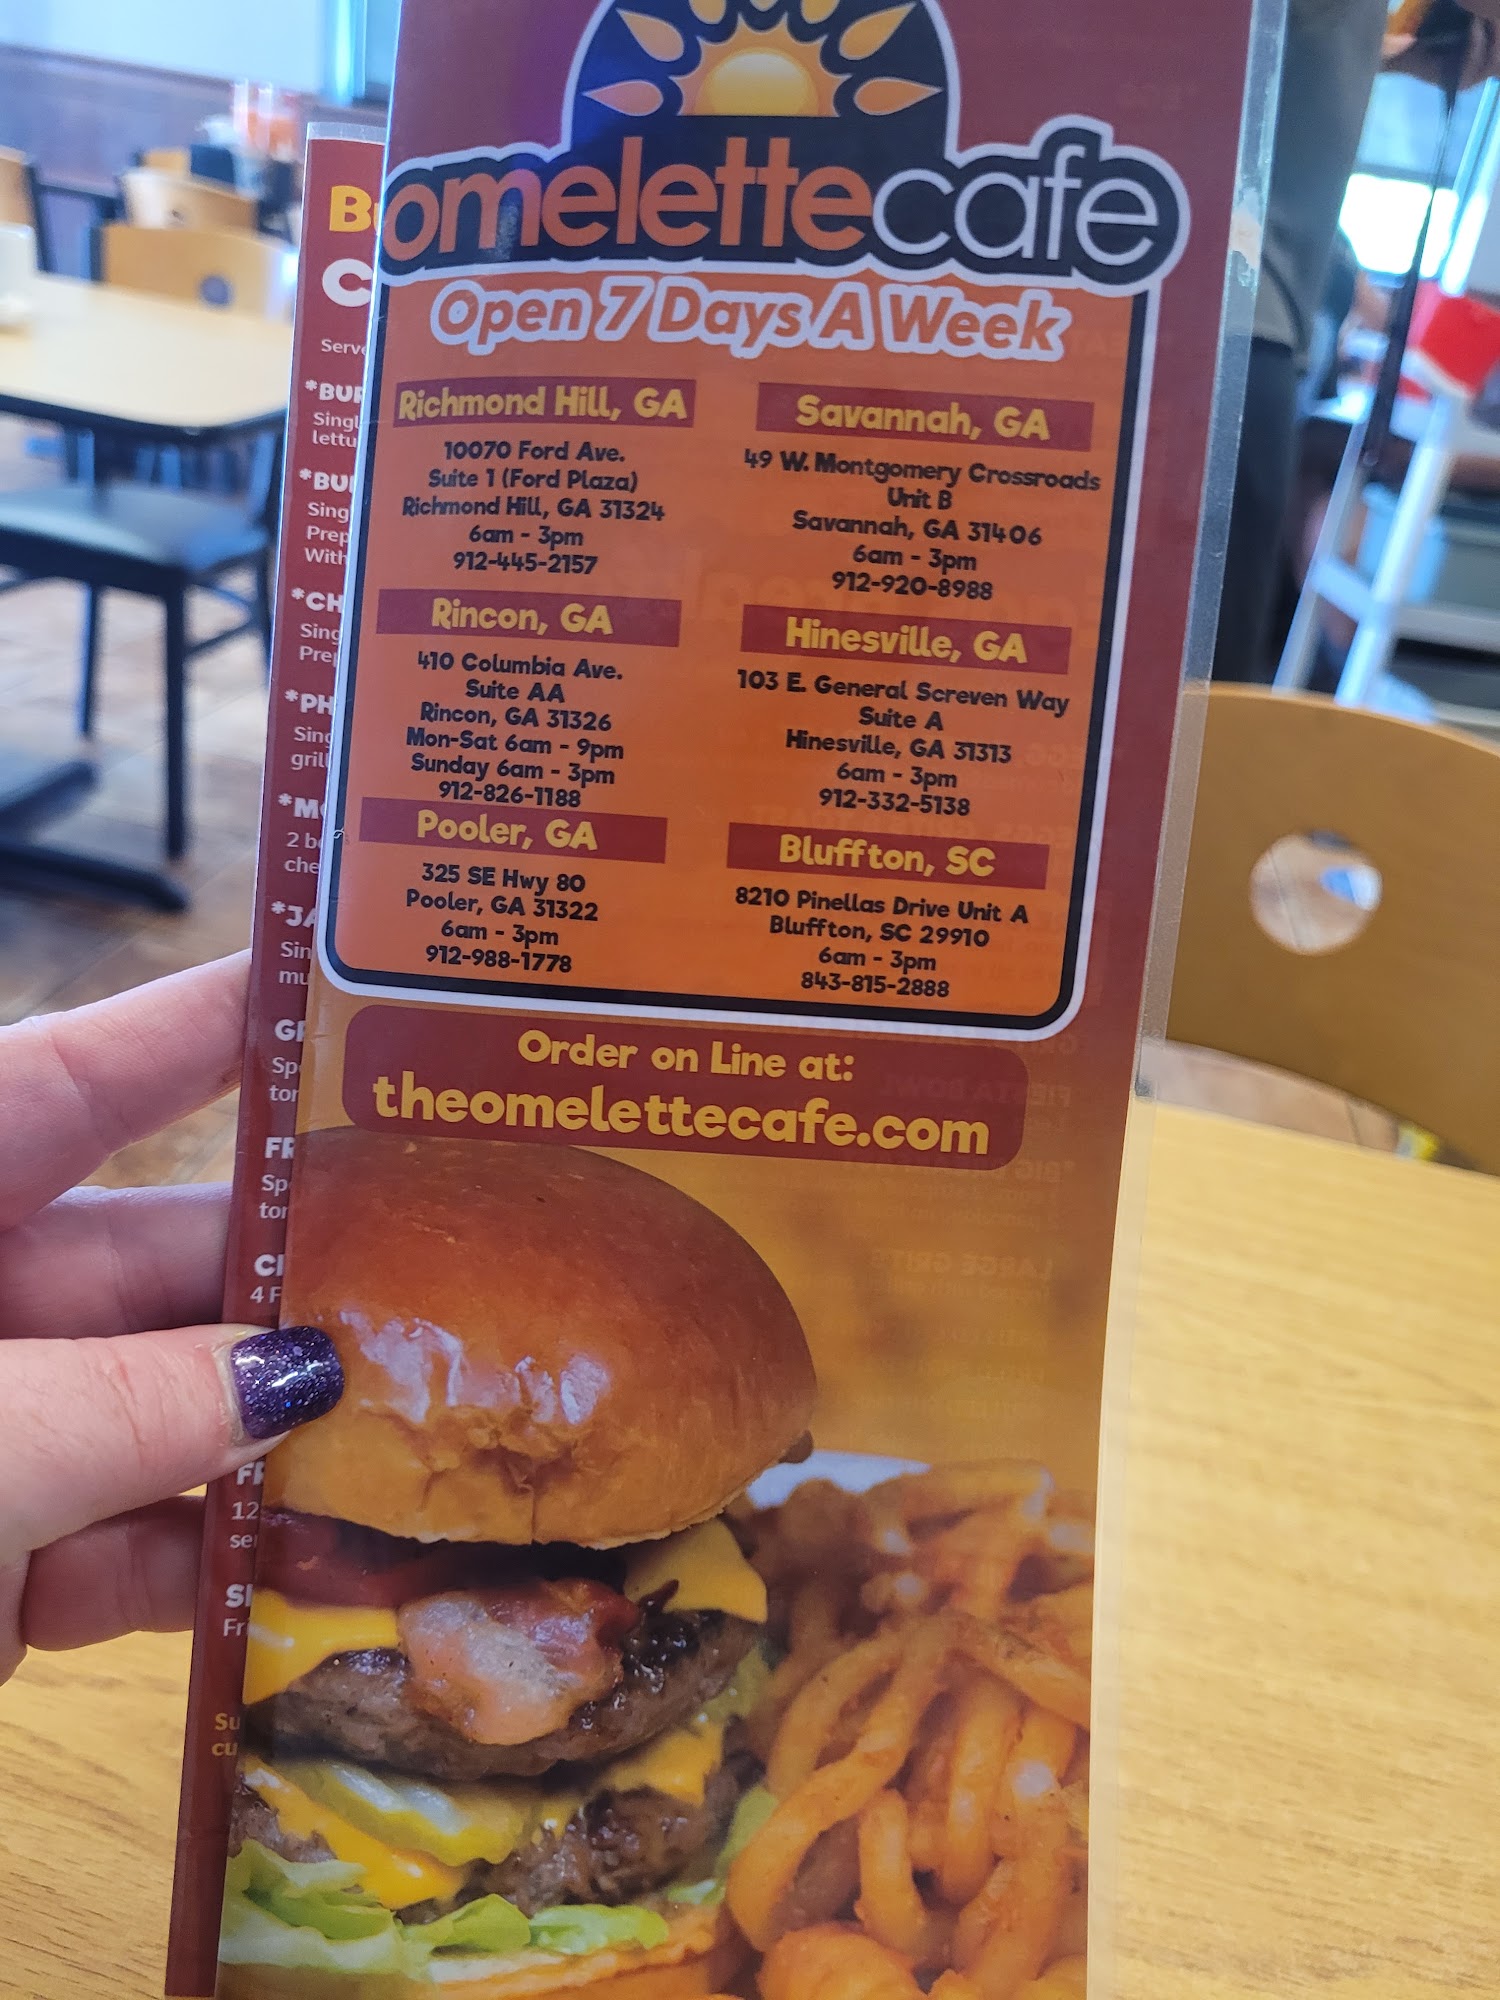 omelettecafe
Open 7 Days A Week
Richmond Hill, GA
10070 Ford Ave.
Suite 1 (Ford Plaza)
Richmond Hill, GA 31324
6am - 3pm
912-445-2157
Savannah, GA
49 W. Montgomery Crossroads
Unit B
Savannah, GA 31406
6am - 3pm
912-920-8988
Rincon, GA
410 Columbia Ave.
Suite AA
Rincon, GA 31326
Mon-Sat 6am - 9pm
Sunday 6am - 3pm
912-826-1188
Hinesville, GA
103 E. General Screven Way
Suite A
Hinesville, GA 31313
6am - 3pm
912-332-5138
Pooler, GA
325 SE Hwy 80
Pooler, GA 31322
6am - 3pm
912-988-1778
Bluffton, SC
8210 Pinellas Drive Unit A
Bluffton, SC 29910
6am - 3pm
843-815-2888
Order on Line at:
theomelettecafe.com